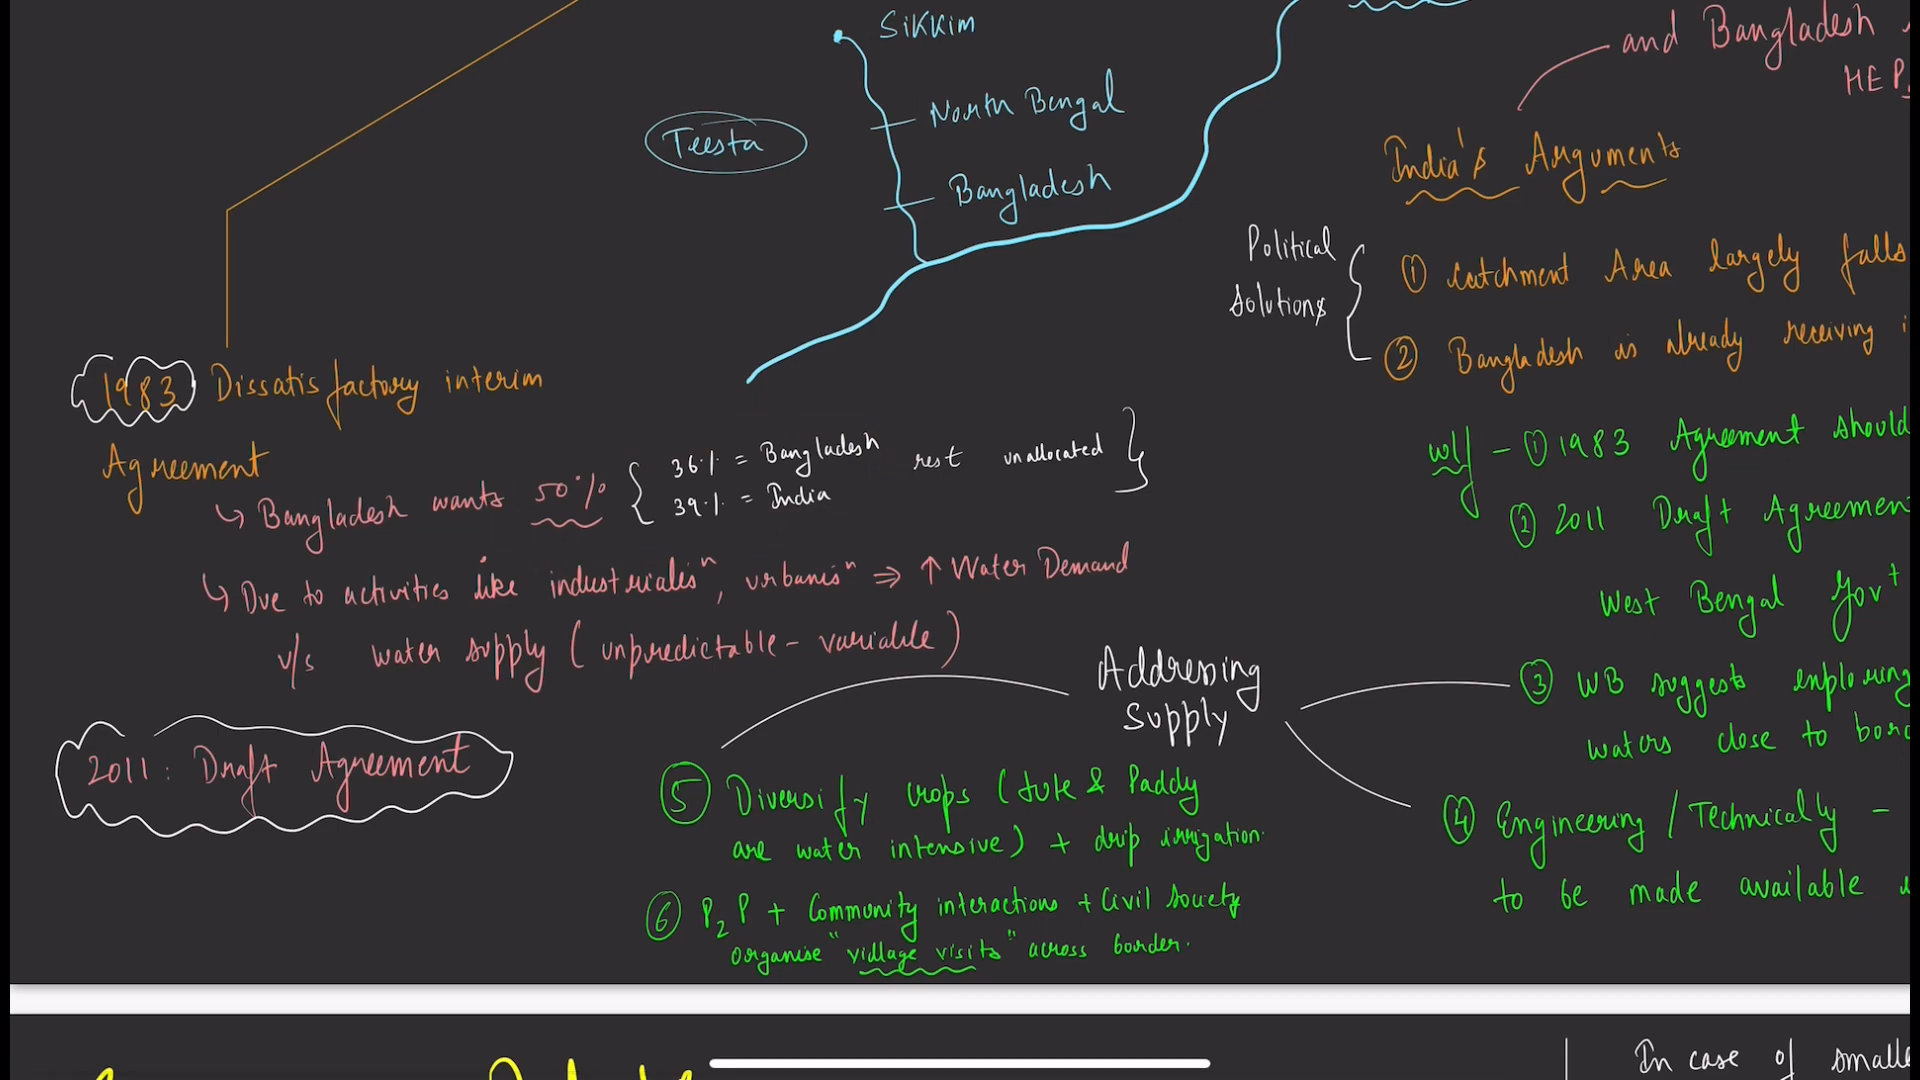 Sikkim
North Bengal
Bangladesh
Teesta
and Bangladesh
HEP
India's Arguments
Political
Solutions
① Catchment Area largely falls
② Bangladesh is already receiving
1983 Dissatisfactory interim
Agreement
↳ Bangladesh wants 50%
36% = Bangladesh rest unallocated
39% = India
↳ Due to activities like industrialisⁿ, urbanisⁿ ⇒ ↑ Water Demand
v/s water supply (unpredictable - variable)
2011: Draft Agreement
Addressing
Supply
⑤ Diversify crops (Jute & Paddy
are water intensive) + drip irrigation.
⑥ P2P + Community interactions + Civil Society
organise "village visits" across border.
wf - ① 1983 Agreement should
② 2011 Draft Agreemen
West Bengal Govt
③ WB suggests exploring
waters close to bord
④ Engineering / Technically -
to be made available
In case of smalle